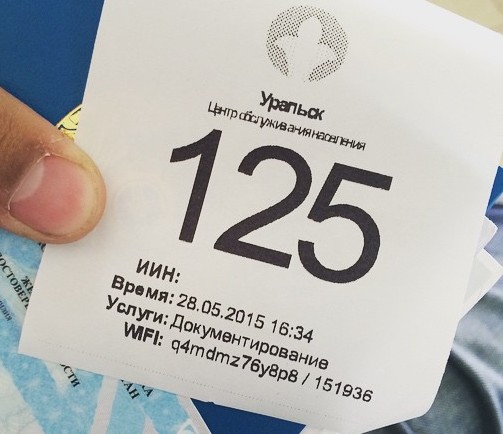 Уральск
Центр обслуживания населения
125
ИИН:
Время: 28.05.2015 16:34
Услуги: Документирование
WIFI: q4mdmz76y8p8 / 151936